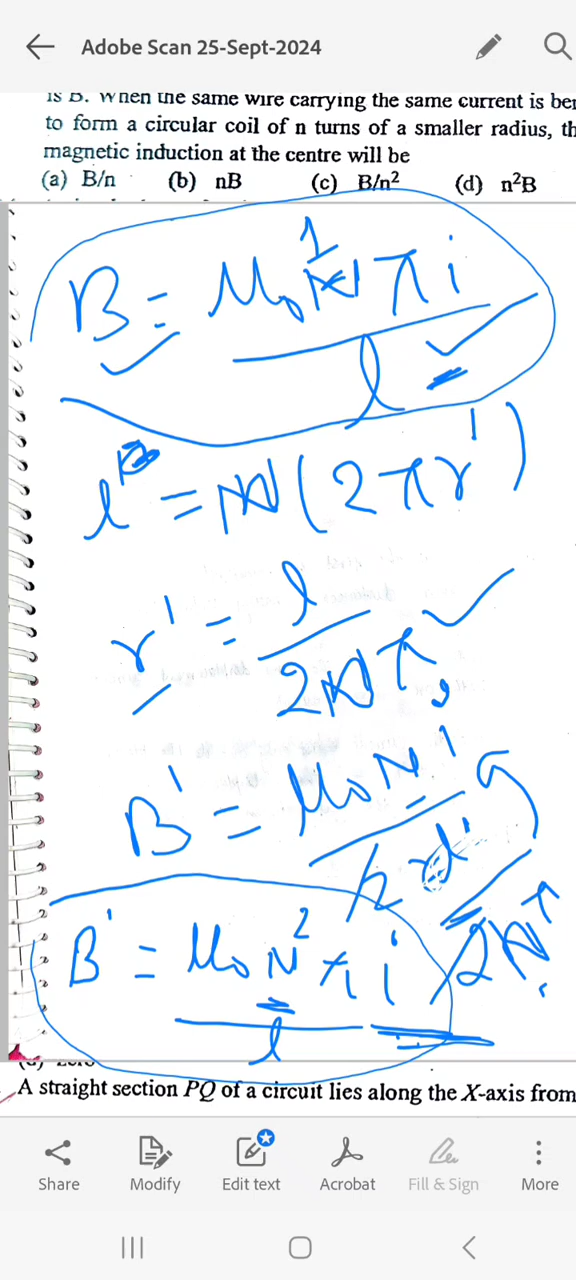 Adobe Scan 25-Sept-2024
is B. When the same wire carrying the same current is ben
to form a circular coil of n turns of a smaller radius, th
magnetic induction at the centre will be
(a) B/n (b) nB (c) B/n² (d) n²B
1
B = μ₀ N π i
l
l = N (2πr')
r' = l
2Nπ,
B' = μ₀ N i
2
2Nπ
B' = μ₀ N² π i
l
A straight section PQ of a circuit lies along the X-axis from
Share Modify Edit text Acrobat Fill & Sign More